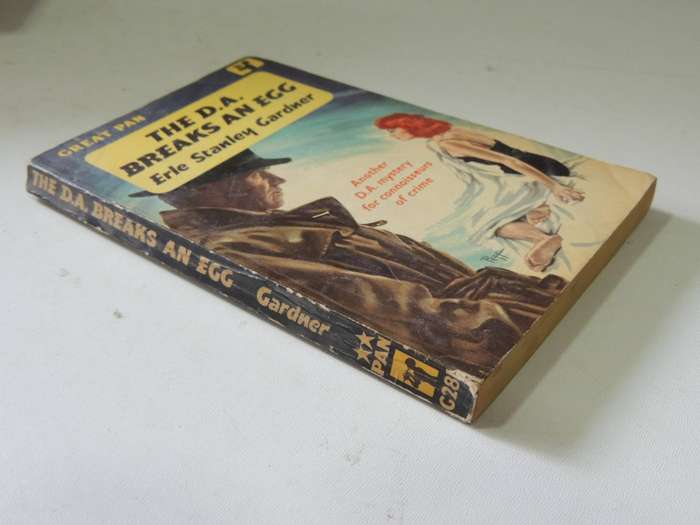 GREAT PAN
THE D.A.
BREAKS AN EGG
Erle Stanley Gardner
Another
D.A. mystery
for connoisseurs
of crime
THE D.A. BREAKS AN EGG Gardner
PAN
G28